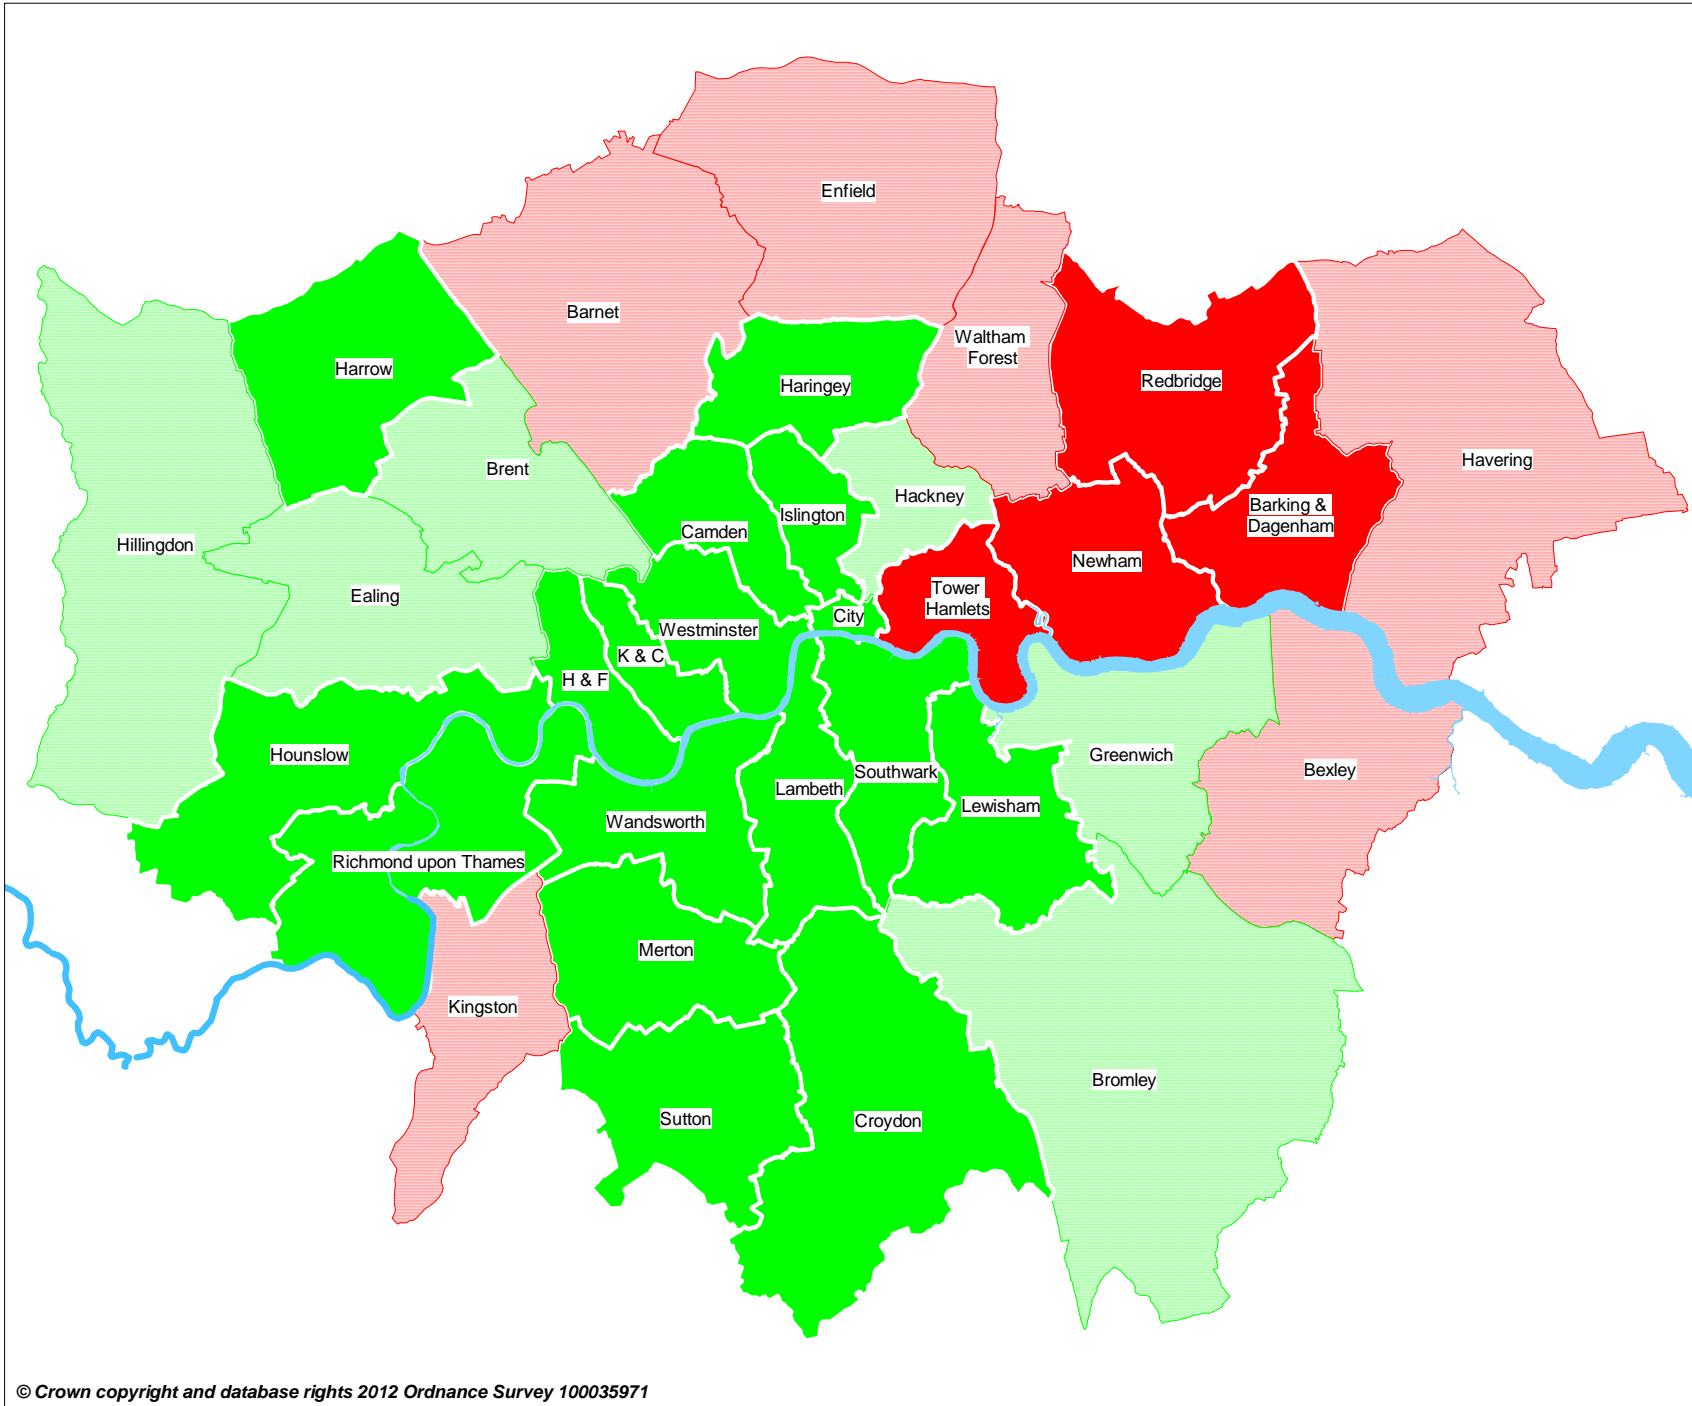 Enfield
Barnet
Waltham
Forest
Harrow
Haringey
Redbridge
Brent
Havering
Hackney
Islington
Barking &
Dagenham
Camden
Hillingdon
Newham
Ealing
Tower
Hamlets
City
Westminster
K & C
H & F
Hounslow
Greenwich
Southwark
Bexley
Lambeth
Lewisham
Wandsworth
Richmond upon Thames
Merton
Kingston
Bromley
Sutton
Croydon
© Crown copyright and database rights 2012 Ordnance Survey 100035971